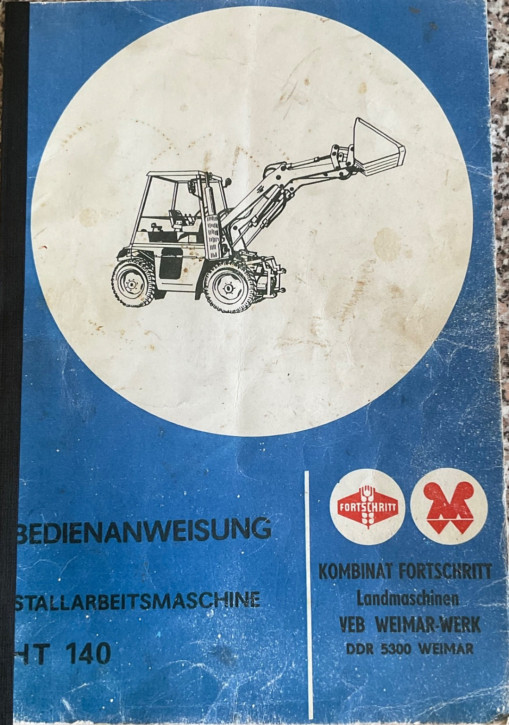 BEDIENANWEISUNG
STALLARBEITSMASCHINE
HT 140
FORTSCHRITT
KOMBINAT FORTSCHRITT
Landmaschinen
VEB WEIMAR-WERK
DDR 5300 WEIMAR